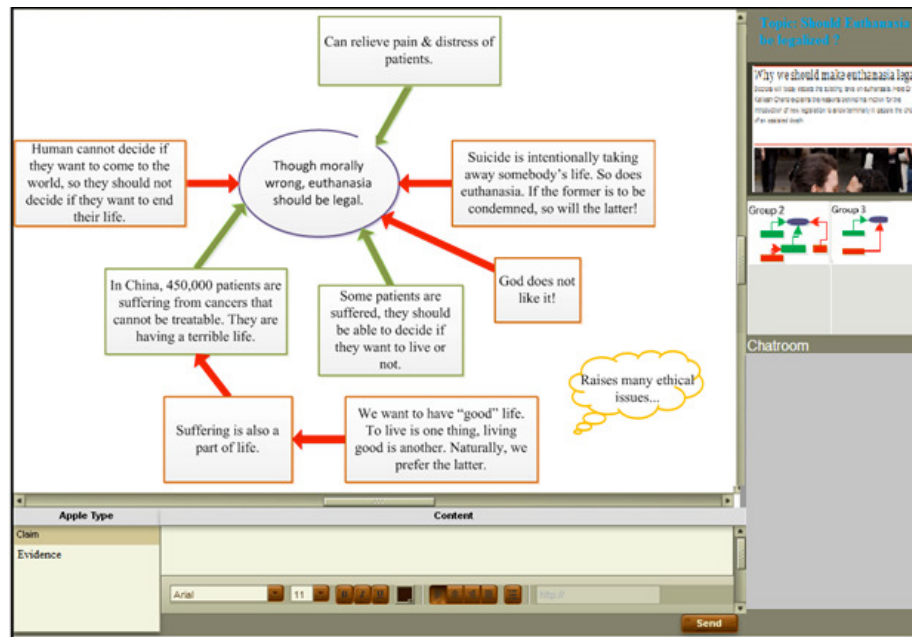 Can relieve pain & distress of
patients.
Human cannot decide if
they want to come to the
world, so they should not
decide if they want to end
their life.
Though morally
wrong, euthanasia
should be legal.
Suicide is intentionally taking
away somebody's life. So does
euthanasia. If the former is to be
condemned, so will the latter!
In China, 450,000 patients are
suffering from cancers that
cannot be treatable. They are
having a terrible life.
Some patients are
suffered, they should
be able to decide if
they want to live or
not.
God does not
like it!
Raises many ethical
issues...
Suffering is also a
part of life.
We want to have “good” life.
To live is one thing, living
good is another. Naturally, we
prefer the latter.
Topic: Should Euthanasia
be legalized ?
Why we should make euthanasia lega
Group 2
Group 3
Chatroom
Apple Type
Content
Claim
Evidence
Arial
11
B I U
http://
Send